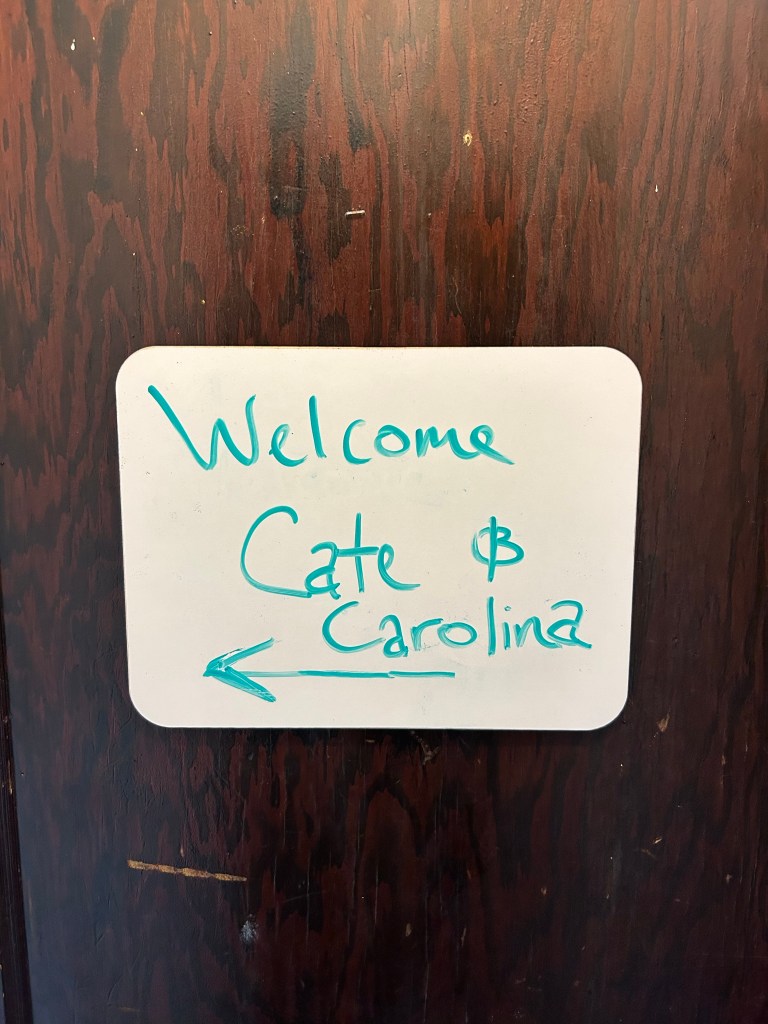 Welcome
Cate &
Carolina
←